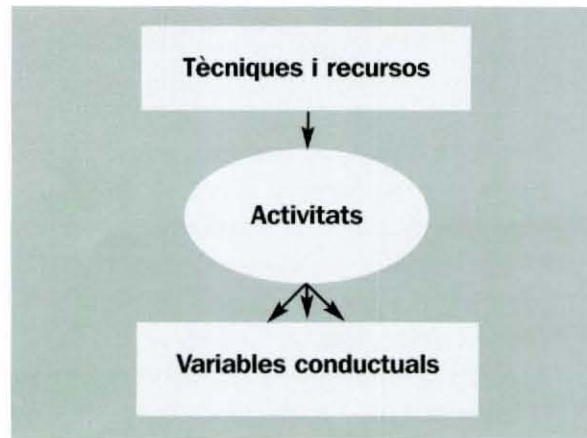 Tècniques i recursos
Activitats
Variables conductuals